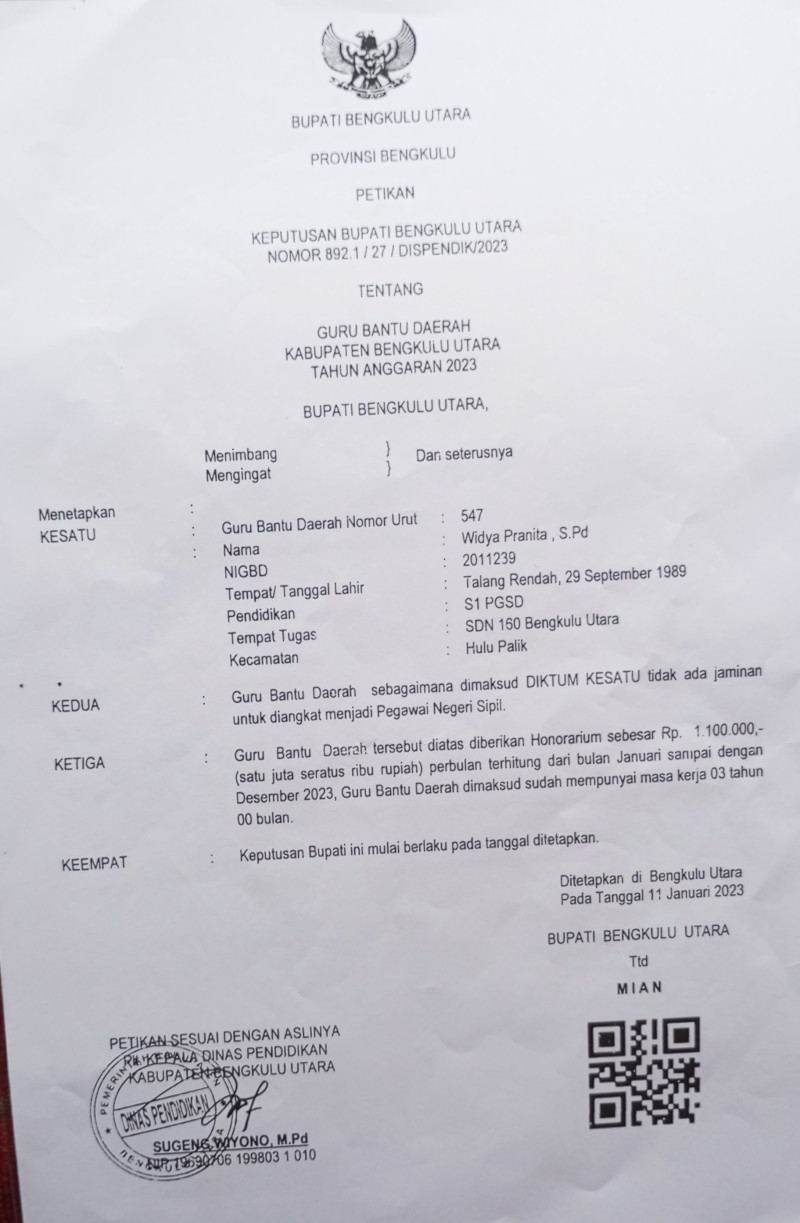 BUPATI BENGKULU UTARA
PROVINSI BENGKULU
PETIKAN
KEPUTUSAN BUPATI BENGKULU UTARA
NOMOR 892.1 / 27 / DISPENDIK/2023
TENTANG
GURU BANTU DAERAH
KABUPATEN BENGKULU UTARA
TAHUN ANGGARAN 2023
BUPATI BENGKULU UTARA,
Menimbang } Dan seterusnya
Mengingat }
Menetapkan :
KESATU : Guru Bantu Daerah Nomor Urut : 547
: Nama : Widya Pranita , S.Pd
NIGBD : 2011239
Tempat/ Tanggal Lahir : Talang Rendah, 29 September 1989
Pendidikan : S1 PGSD
Tempat Tugas : SDN 160 Bengkulu Utara
Kecamatan : Hulu Palik
KEDUA : Guru Bantu Daerah sebagaimana dimaksud DIKTUM KESATU tidak ada jaminan
untuk diangkat menjadi Pegawai Negeri Sipil.
KETIGA : Guru Bantu Daerah tersebut diatas diberikan Honorarium sebesar Rp. 1.100.000,-
(satu juta seratus ribu rupiah) perbulan terhitung dari bulan Januari sampai dengan
Desember 2023, Guru Bantu Daerah dimaksud sudah mempunyai masa kerja 03 tahun
00 bulan.
KEEMPAT : Keputusan Bupati ini mulai berlaku pada tanggal ditetapkan.
Ditetapkan di Bengkulu Utara
Pada Tanggal 11 Januari 2023
BUPATI BENGKULU UTARA
Ttd
MIAN
PETIKAN SESUAI DENGAN ASLINYA
KEPALA DINAS PENDIDIKAN
KABUPATEN BENGKULU UTARA
DINAS PENDIDIKAN
SUGENG WIYONO, M.Pd
NIP. 19690706 199803 1 010